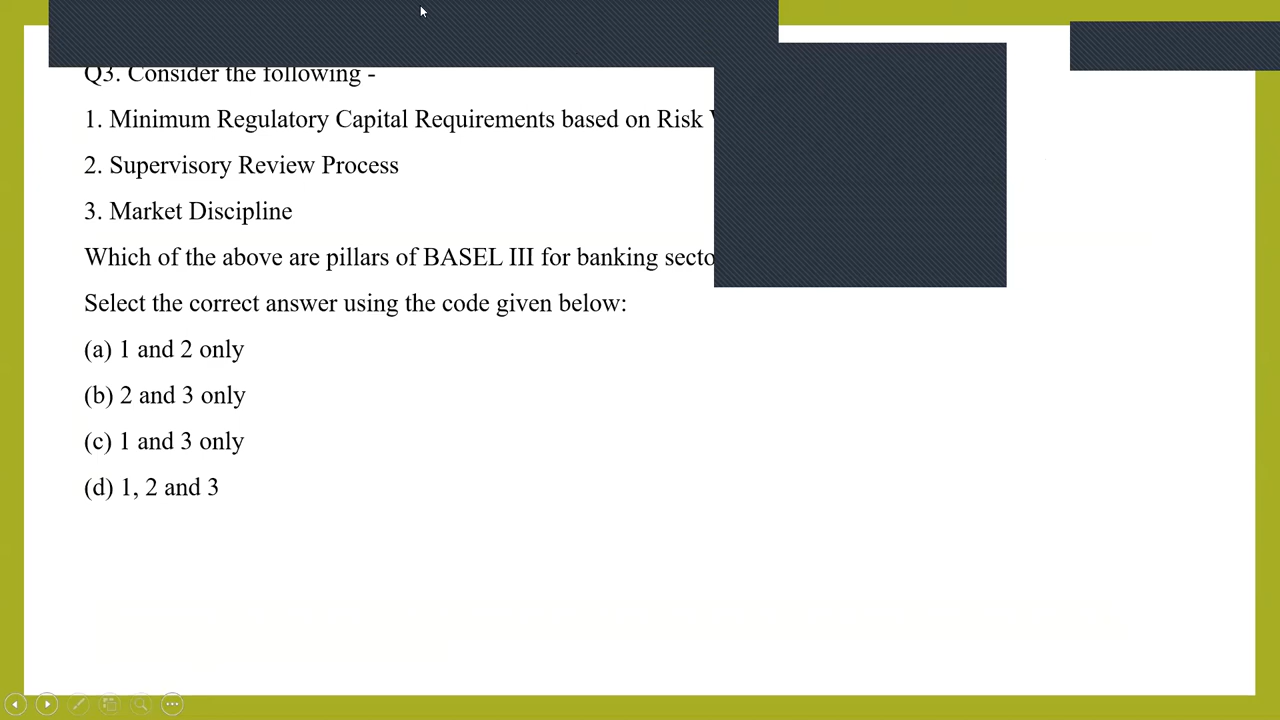 Q3. Consider the following -
1. Minimum Regulatory Capital Requirements based on Risk
2. Supervisory Review Process
3. Market Discipline
Which of the above are pillars of BASEL III for banking
Select the correct answer using the code given below:
(a) 1 and 2 only
(b) 2 and 3 only
(c) 1 and 3 only
(d) 1, 2 and 3